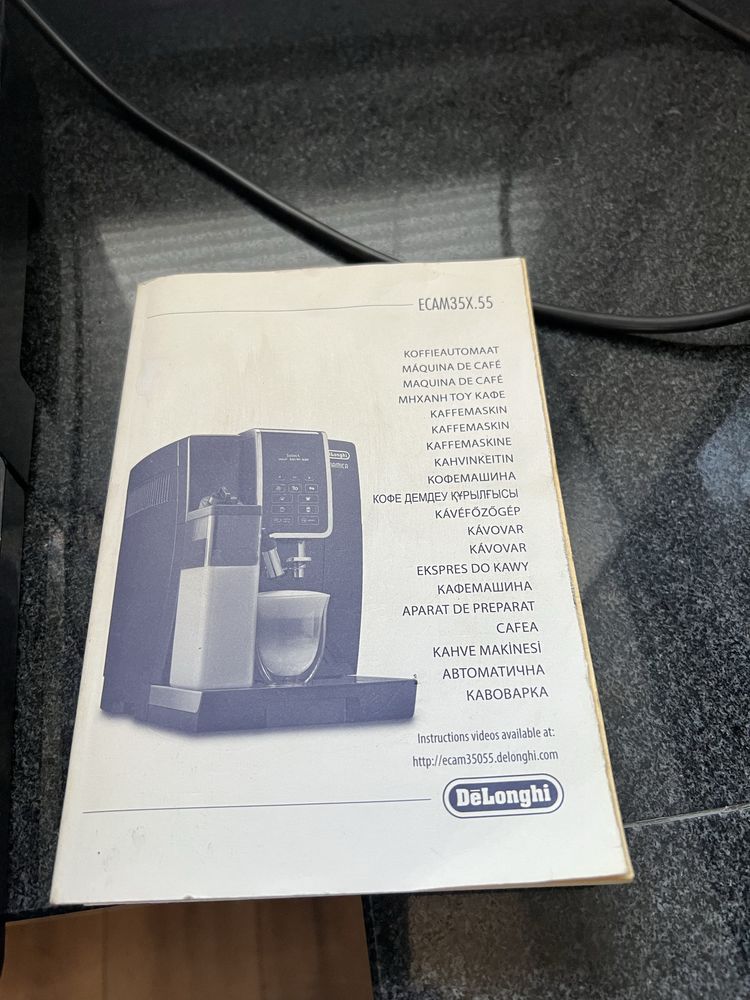 ECAM35X.55
KOFFIEAUTOMAAT
MÁQUINA DE CAFÉ
MAQUINA DE CAFÉ
ΜΗΧΑΝΗ ΤΟΥ ΚΑΦΕ
KAFFEMASKIN
KAFFEMASKIN
KAFFEMASKINE
KAHVINKEITIN
КОФЕМАШИНА
КОФЕ ДЕМДЕУ ҚҰРЫЛҒЫСЫ
KÁVÉFŐZŐGÉP
KÁVOVAR
KÁVOVAR
EKSPRES DO KAWY
КАФЕМАШИНА
APARAT DE PREPARAT
CAFEA
KAHVE MAKİNESİ
АВТОМАТИЧНА
КАВОВАРКА
Instructions videos available at:
http://ecam35055.delonghi.com
DēLonghi